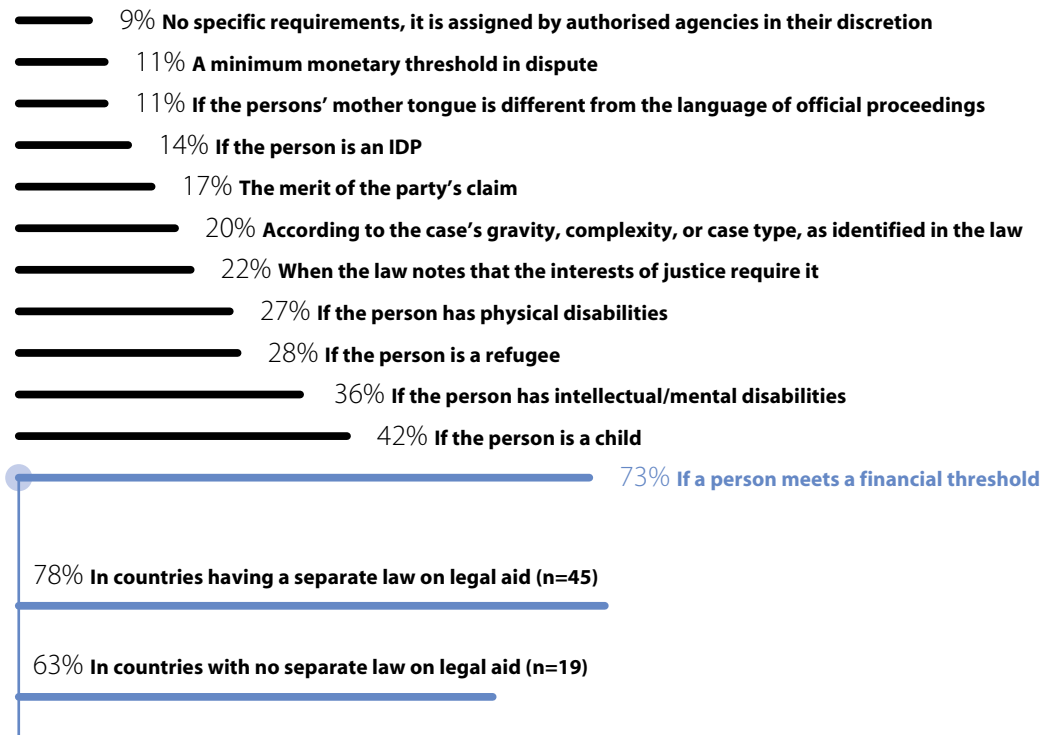 9% No specific requirements, it is assigned by authorised agencies in their discretion
11% A minimum monetary threshold in dispute
11% If the persons’ mother tongue is different from the language of official proceedings
14% If the person is an IDP
17% The merit of the party’s claim
20% According to the case’s gravity, complexity, or case type, as identified in the law
22% When the law notes that the interests of justice require it
27% If the person has physical disabilities
28% If the person is a refugee
36% If the person has intellectual/mental disabilities
42% If the person is a child
73% If a person meets a financial threshold
78% In countries having a separate law on legal aid (n=45)
63% In countries with no separate law on legal aid (n=19)